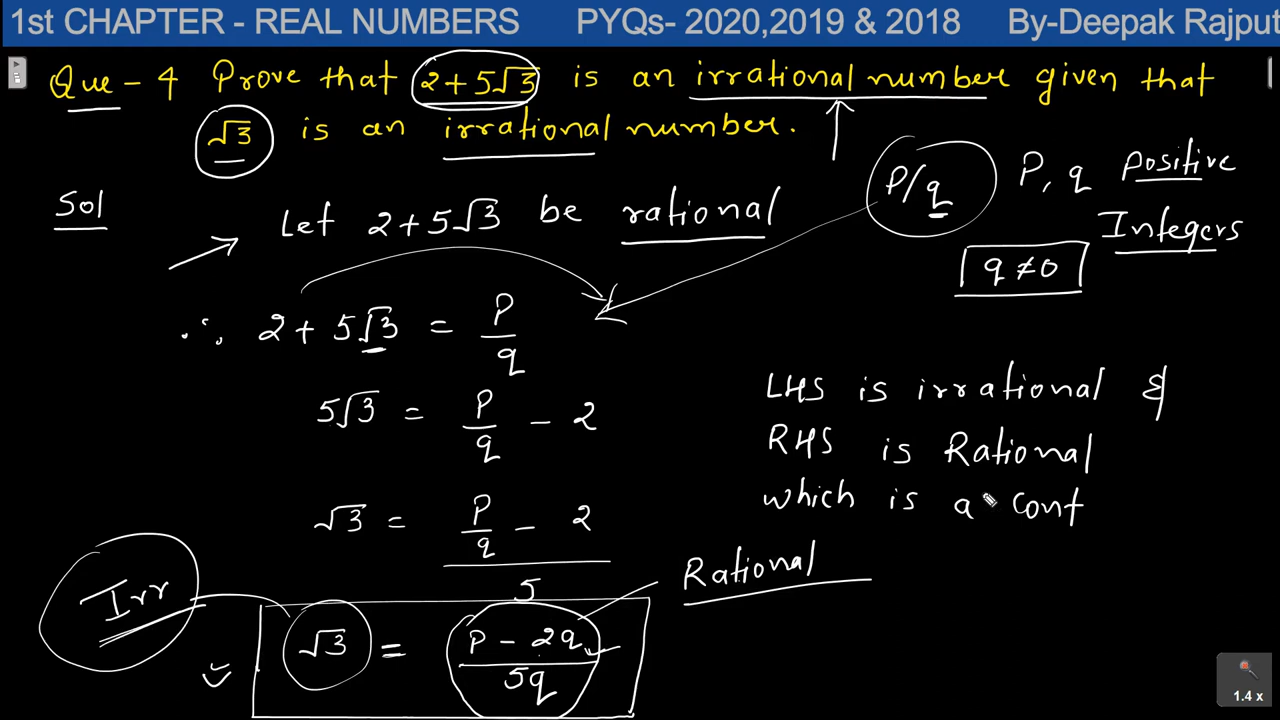 1st CHAPTER - REAL NUMBERS PYQs- 2020,2019 & 2018 By-Deepak Rajput
Que - 4 Prove that 2+5√3 is an irrational number given that
√3 is an irrational number.
Sol
Let 2+5√3 be rational
P/q P, q Positive
Integers
q ≠ 0
∴ 2+5√3 = P/q
5√3 = P/q - 2
√3 = (P/q - 2)/5
√3 = (P - 2q)/5q
Irr
Rational
LHS is irrational &
RHS is Rational
which is a cont
1.4 x